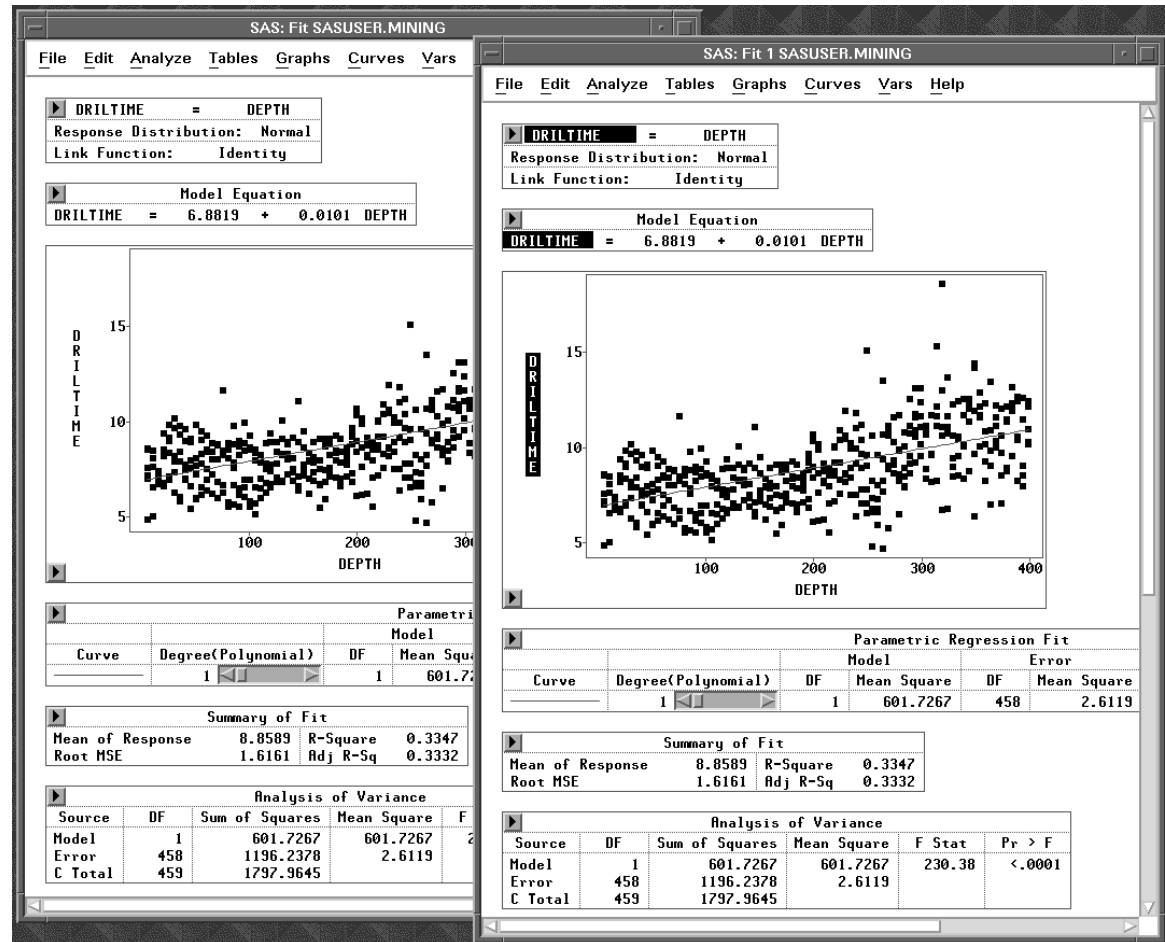 SAS: Fit SASUSER.MINING
File Edit Analyze Tables Graphs Curves Vars
DRILTIME = DEPTH
Response Distribution: Normal
Link Function: Identity
Model Equation
DRILTIME = 6.8819 + 0.0101 DEPTH
DRILTIME
15
10
5
100 200 300
DEPTH
Parametri
Model
Curve Degree(Polynomial) DF Mean Squa
1 1 601.72
Summary of Fit
Mean of Response 8.8589 R-Square 0.3347
Root MSE 1.6161 Adj R-Sq 0.3332
Analysis of Variance
Source DF Sum of Squares Mean Square F
Model 1 601.7267 601.7267 2
Error 458 1196.2378 2.6119
C Total 459 1797.9645
SAS: Fit 1 SASUSER.MINING
File Edit Analyze Tables Graphs Curves Vars Help
DRILTIME = DEPTH
Response Distribution: Normal
Link Function: Identity
Model Equation
DRILTIME = 6.8819 + 0.0101 DEPTH
DRILTIME
15
10
5
100 200 300 400
DEPTH
Parametric Regression Fit
Model Error
Curve Degree(Polynomial) DF Mean Square DF Mean Square
1 1 601.7267 458 2.6119
Summary of Fit
Mean of Response 8.8589 R-Square 0.3347
Root MSE 1.6161 Adj R-Sq 0.3332
Analysis of Variance
Source DF Sum of Squares Mean Square F Stat Pr > F
Model 1 601.7267 601.7267 230.38 <.0001
Error 458 1196.2378 2.6119
C Total 459 1797.9645